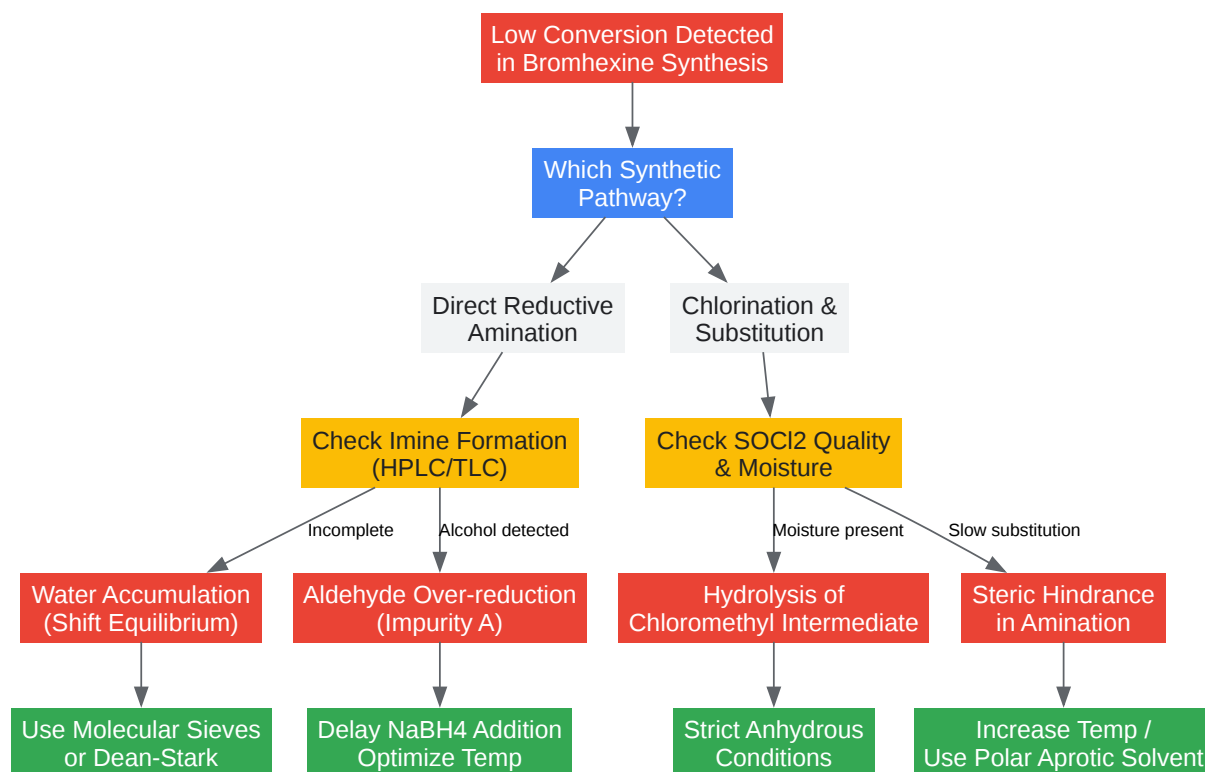 Low Conversion Detected
in Bromhexine Synthesis
Which Synthetic
Pathway?
Direct Reductive
Amination
Chlorination &
Substitution
Check Imine Formation
(HPLC/TLC)
Check SOCl2 Quality
& Moisture
Incomplete
Alcohol detected
Moisture present
Slow substitution
Water Accumulation
(Shift Equilibrium)
Aldehyde Over-reduction
(Impurity A)
Hydrolysis of
Chloromethyl Intermediate
Steric Hindrance
in Amination
Use Molecular Sieves
or Dean-Stark
Delay NaBH4 Addition
Optimize Temp
Strict Anhydrous
Conditions
Increase Temp /
Use Polar Aprotic Solvent